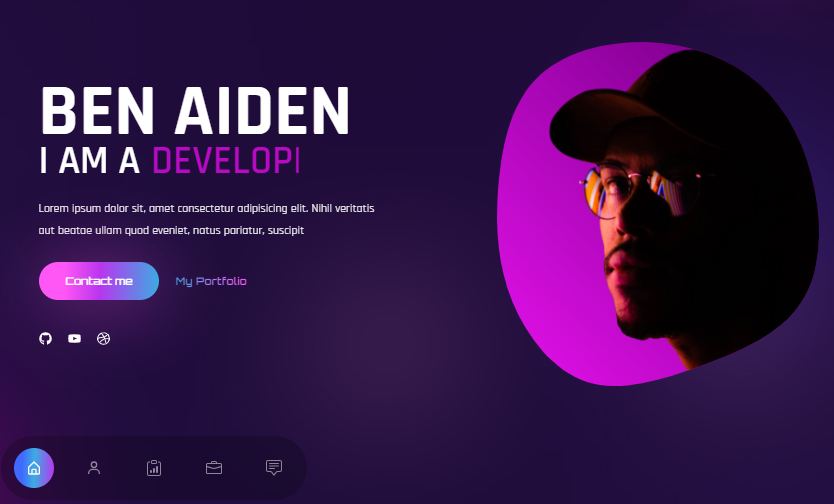 BEN AIDEN
I AM A DEVELOP
Lorem ipsum dolor sit, amet consectetur adipisicing elit. Nihil veritatis
aut beatae ullam quod eveniet, natus pariatur, suscipit
Contact me
My Portfolio